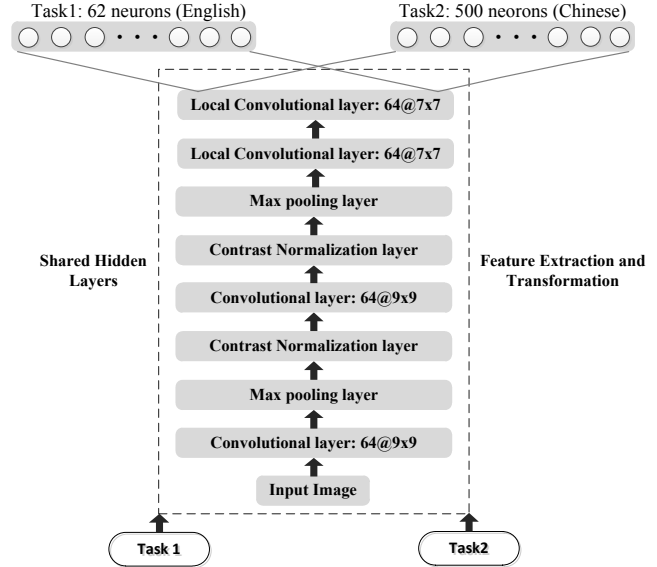 Task1: 62 neurons (English)
Task2: 500 neorons (Chinese)
Local Convolutional layer: 64@7x7
Local Convolutional layer: 64@7x7
Max pooling layer
Contrast Normalization layer
Shared Hidden
Layers
Feature Extraction and
Transformation
Convolutional layer: 64@9x9
Contrast Normalization layer
Max pooling layer
Convolutional layer: 64@9x9
Input Image
Task 1
Task2